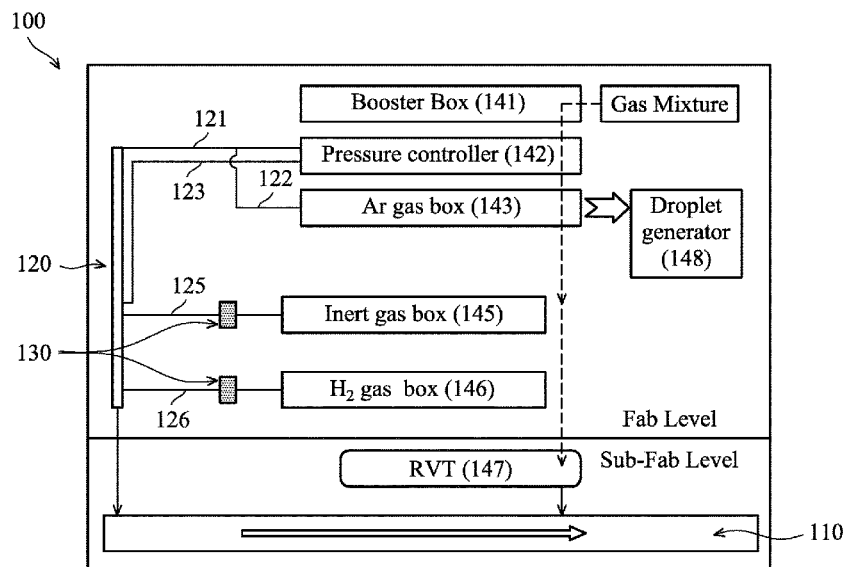 100
Booster Box (141)
Gas Mixture
121
Pressure controller (142)
123
122
Ar gas box (143)
Droplet
generator
(148)
120
125
Inert gas box (145)
130
H₂ gas box (146)
126
Fab Level
RVT (147)
Sub-Fab Level
110